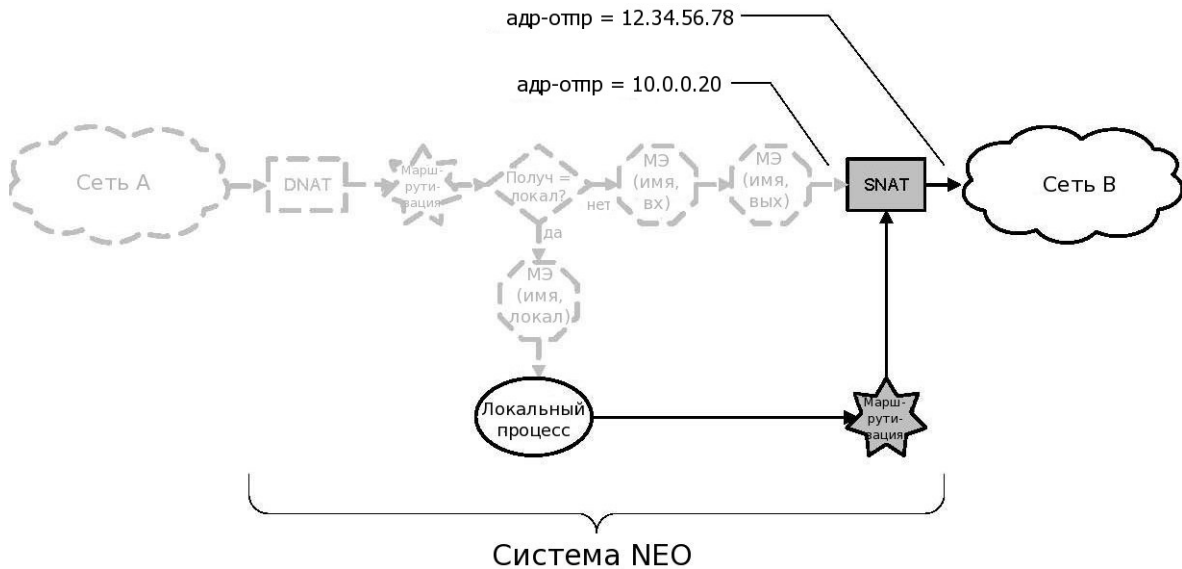 адр-отпр = 12.34.56.78
адр-отпр = 10.0.0.20
Сеть A
DNAT
Марш-
рути-
зация
Получ =
локал?
нет
да
МЭ
(имя,
вх)
МЭ
(имя,
вых)
SNAT
Сеть B
МЭ
(имя,
локал)
Локальный
процесс
Марш-
рути-
зация
Система NEO